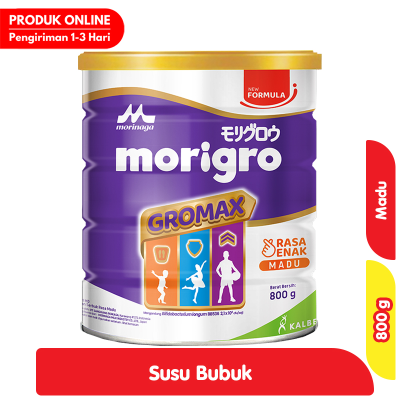 PRODUK ONLINE
Pengiriman 1-3 Hari
NEW
FORMULA
morinaga
モリグロウ
morigro
GROMAX
RASA
ENAK
MADU
Berat Bersih:
800 g
KALBE
Madu
800 g
Susu Bubuk